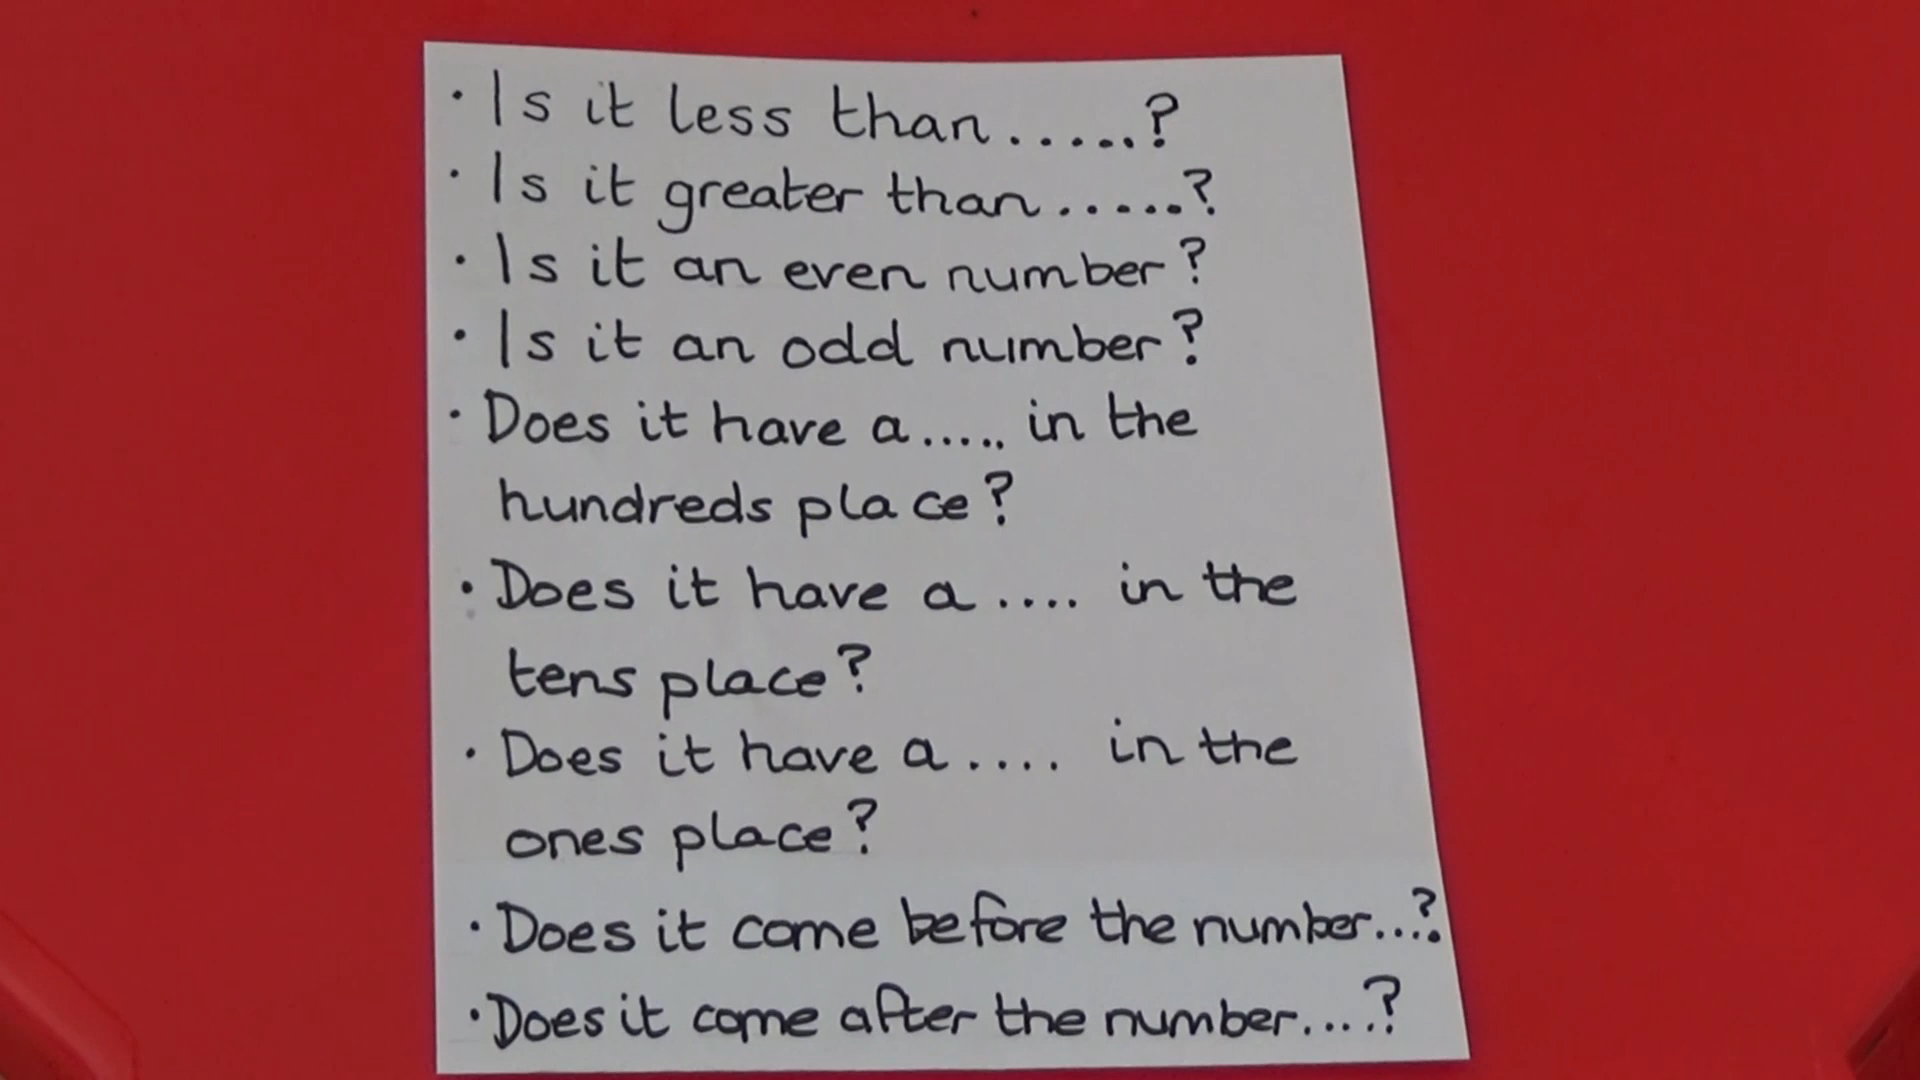 · Is it less than.....?
· Is it greater than.....?
· Is it an even number?
· Is it an odd number?
· Does it have a..... in the
hundreds place?
· Does it have a.... in the
tens place?
· Does it have a.... in the
ones place?
· Does it come before the number...?
· Does it come after the number....?